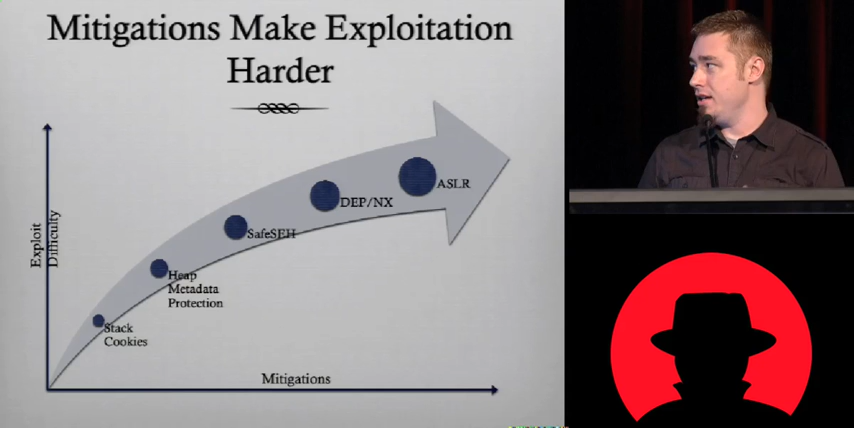 Mitigations Make Exploitation
Harder
Exploit
Difficulty
ASLR
DEP/NX
SafeSEH
Heap
Metadata
Protection
Stack
Cookies
Mitigations